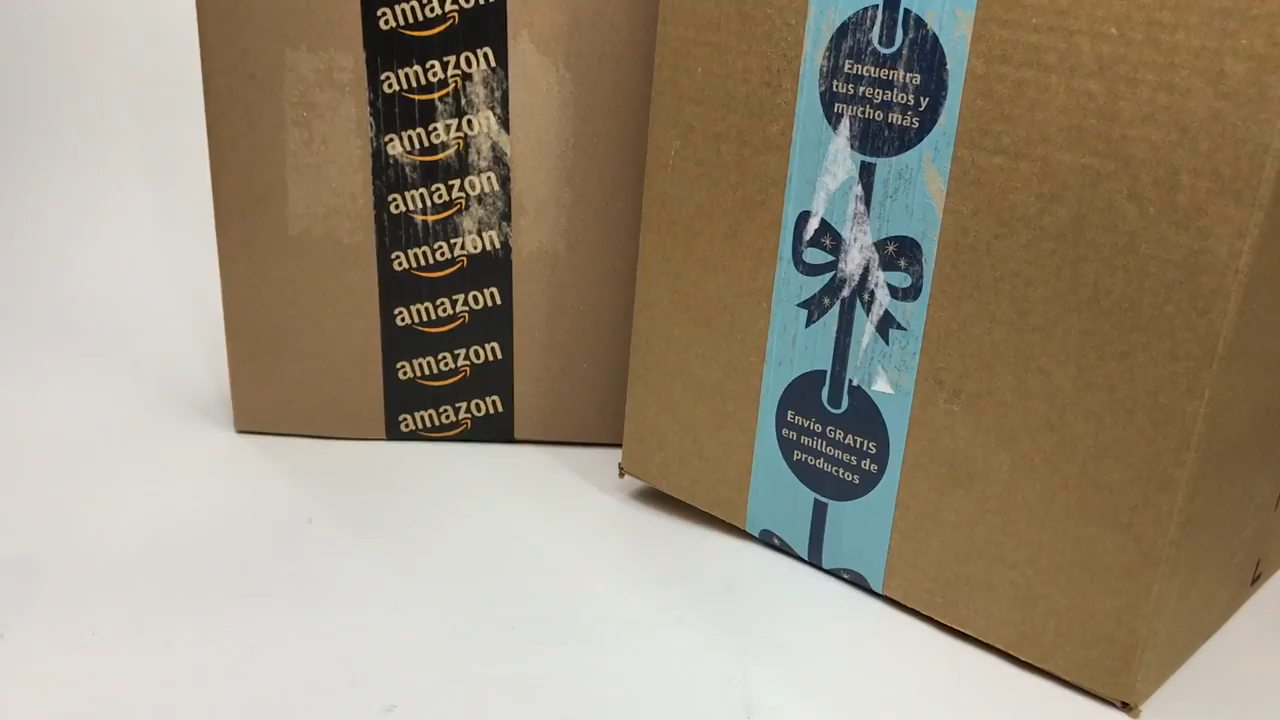 amazon
amazon
amazon
amazon
amazon
amazon
amazon
amazon
Encuentra
tus regalos y
mucho más
Envío GRATIS
en millones de
productos